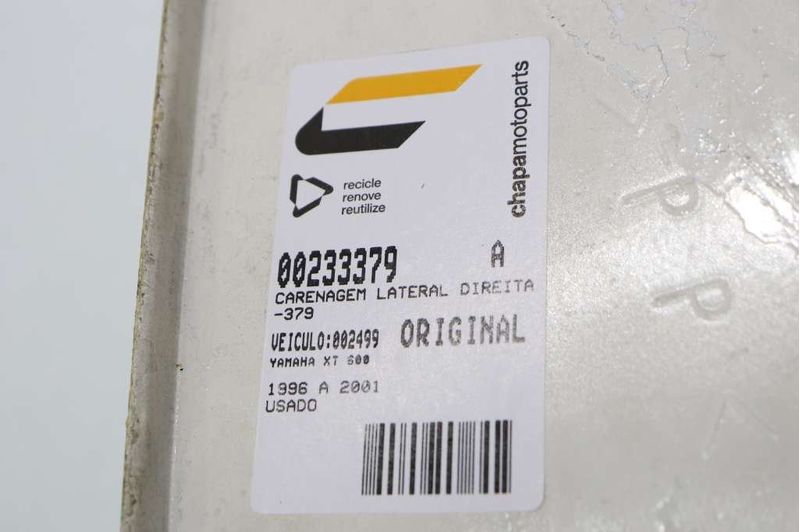 chapamotoparts
recicle
renove
reutilize
00233379 A
CARENAGEM LATERAL DIREITA
-379
VEICULO:002499 ORIGINAL
YAMAHA XT 600
1996 A 2001
USADO
P-P